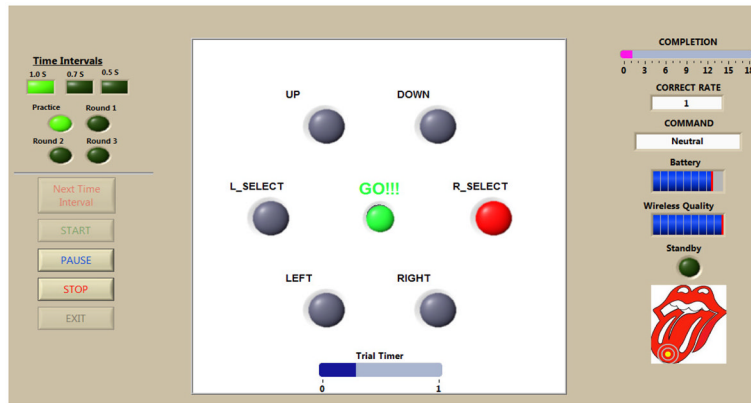 Time Intervals
1.0 S 0.7 S 0.5 S
Practice Round 1
Round 2 Round 3
Next Time
Interval
START
PAUSE
STOP
EXIT
UP DOWN
L_SELECT GO!!! R_SELECT
LEFT RIGHT
Trial Timer
0 1
COMPLETION
0 3 6 9 12 15 18
CORRECT RATE
1
COMMAND
Neutral
Battery
Wireless Quality
Standby